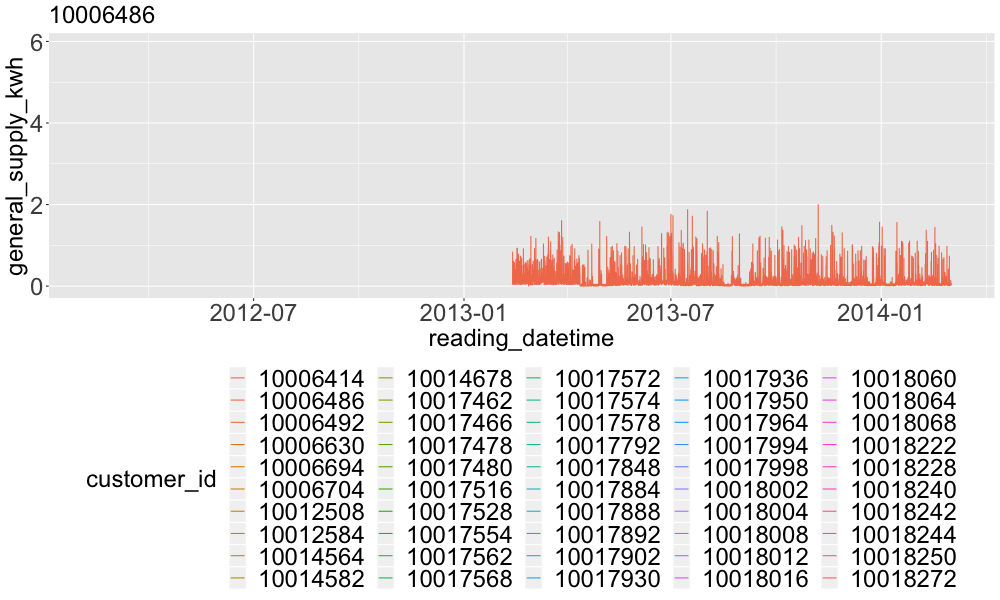 10006486
general_supply_kwh
6
4
2
0
2012-07 2013-01 2013-07 2014-01
reading_datetime
customer_id
10006414 10014678 10017572 10017936 10018060
10006486 10017462 10017574 10017950 10018064
10006492 10017466 10017578 10017964 10018068
10006630 10017478 10017792 10017994 10018222
10006694 10017480 10017848 10017998 10018228
10006704 10017516 10017884 10018002 10018240
10012508 10017528 10017888 10018004 10018242
10012584 10017554 10017892 10018008 10018244
10014564 10017562 10017902 10018012 10018250
10014582 10017568 10017930 10018016 10018272